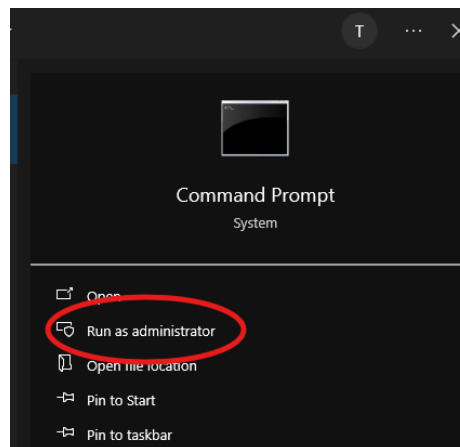 T
Command Prompt
System
Open
Run as administrator
Open file location
Pin to Start
Pin to taskbar